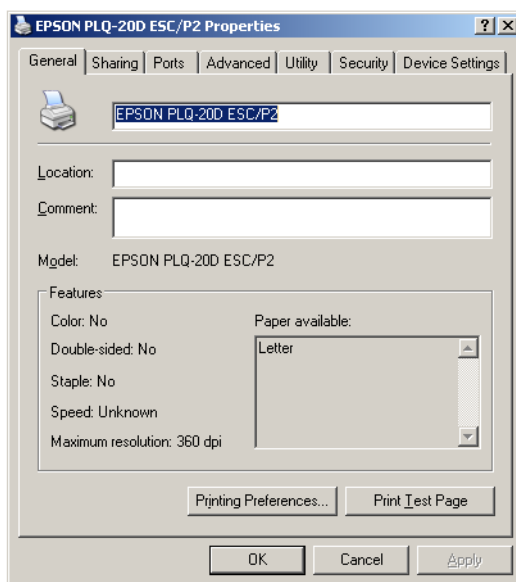 EPSON PLQ-20D ESC/P2 Properties
General Sharing Ports Advanced Utility Security Device Settings
EPSON PLQ-20D ESC/P2
Location:
Comment:
Model: EPSON PLQ-20D ESC/P2
Features
Color: No Paper available:
Double-sided: No Letter
Staple: No
Speed: Unknown
Maximum resolution: 360 dpi
Printing Preferences... Print Test Page
OK Cancel Apply